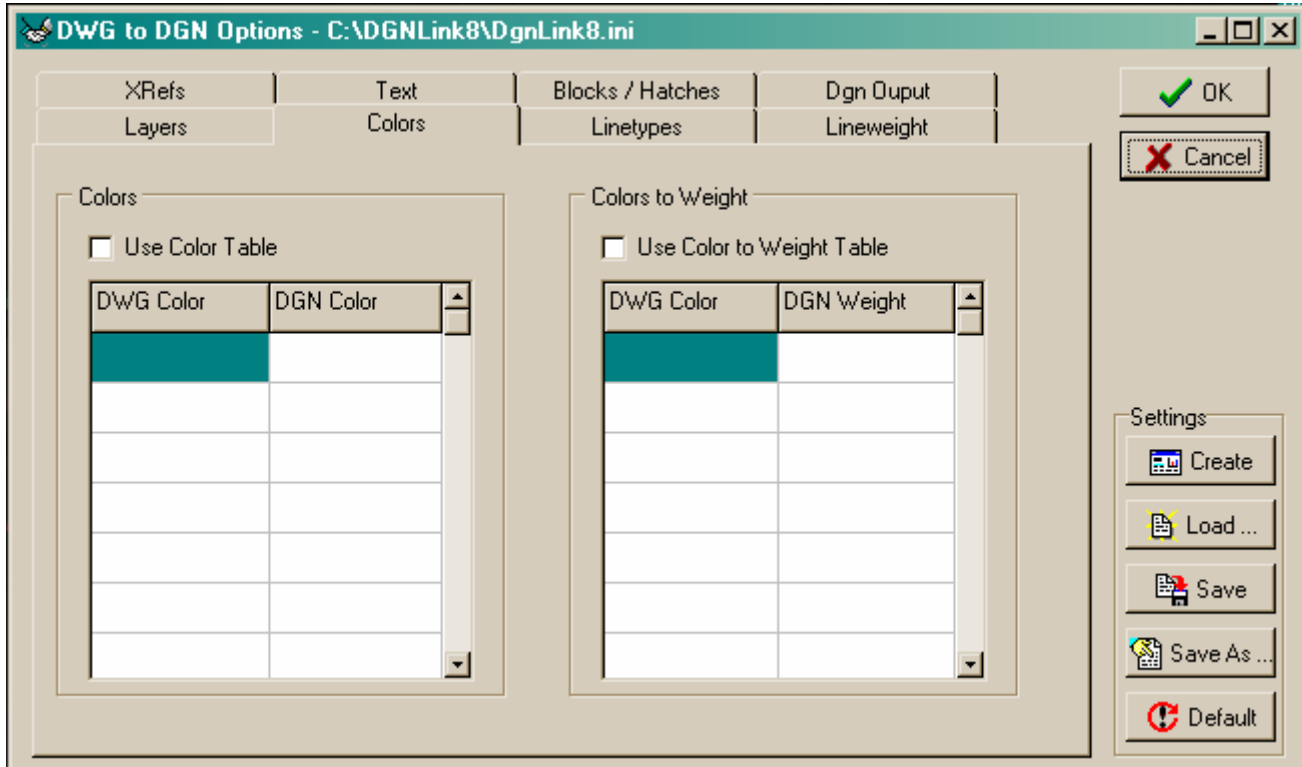 DWG to DGN Options - C:\DGNLink8\DgnLink8.ini
XRefs Text Blocks / Hatches Dgn Ouput
Layers Colors Linetypes Lineweight
OK
Cancel
Colors
Use Color Table
DWG Color DGN Color
Colors to Weight
Use Color to Weight Table
DWG Color DGN Weight
Settings
Create
Load ...
Save
Save As ...
Default